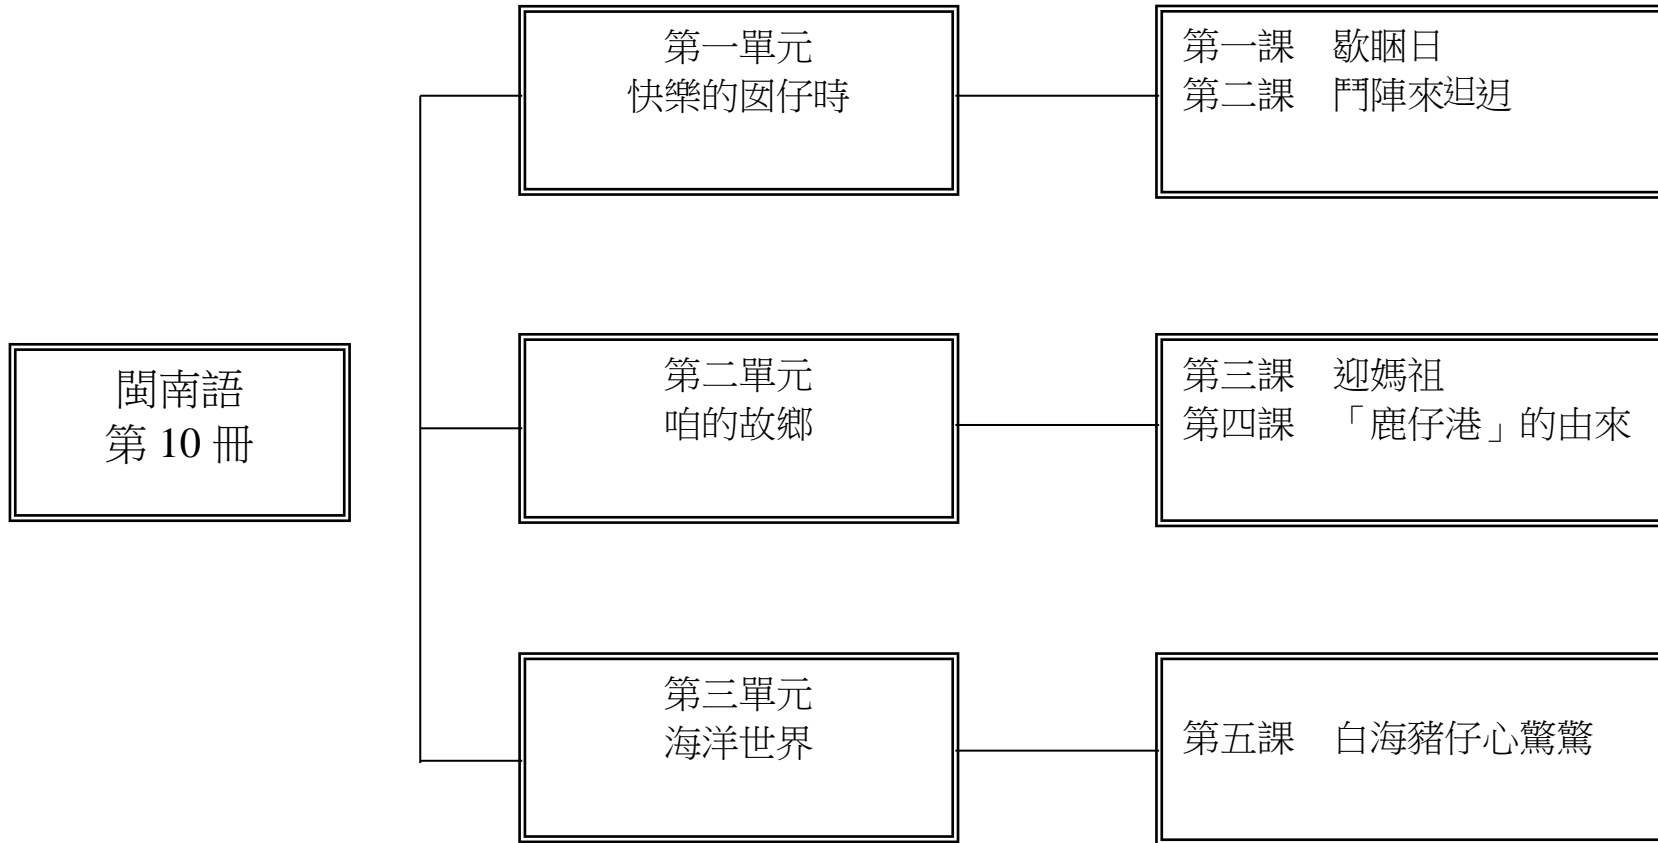 閩南語
第 10 冊
第一單元
快樂的囡仔時
第一課　歇睏日
第二課　鬥陣來𨑨迌
第二單元
咱的故鄉
第三課　迎媽祖
第四課　「鹿仔港」的由來
第三單元
海洋世界
第五課　白海豬仔心驚驚